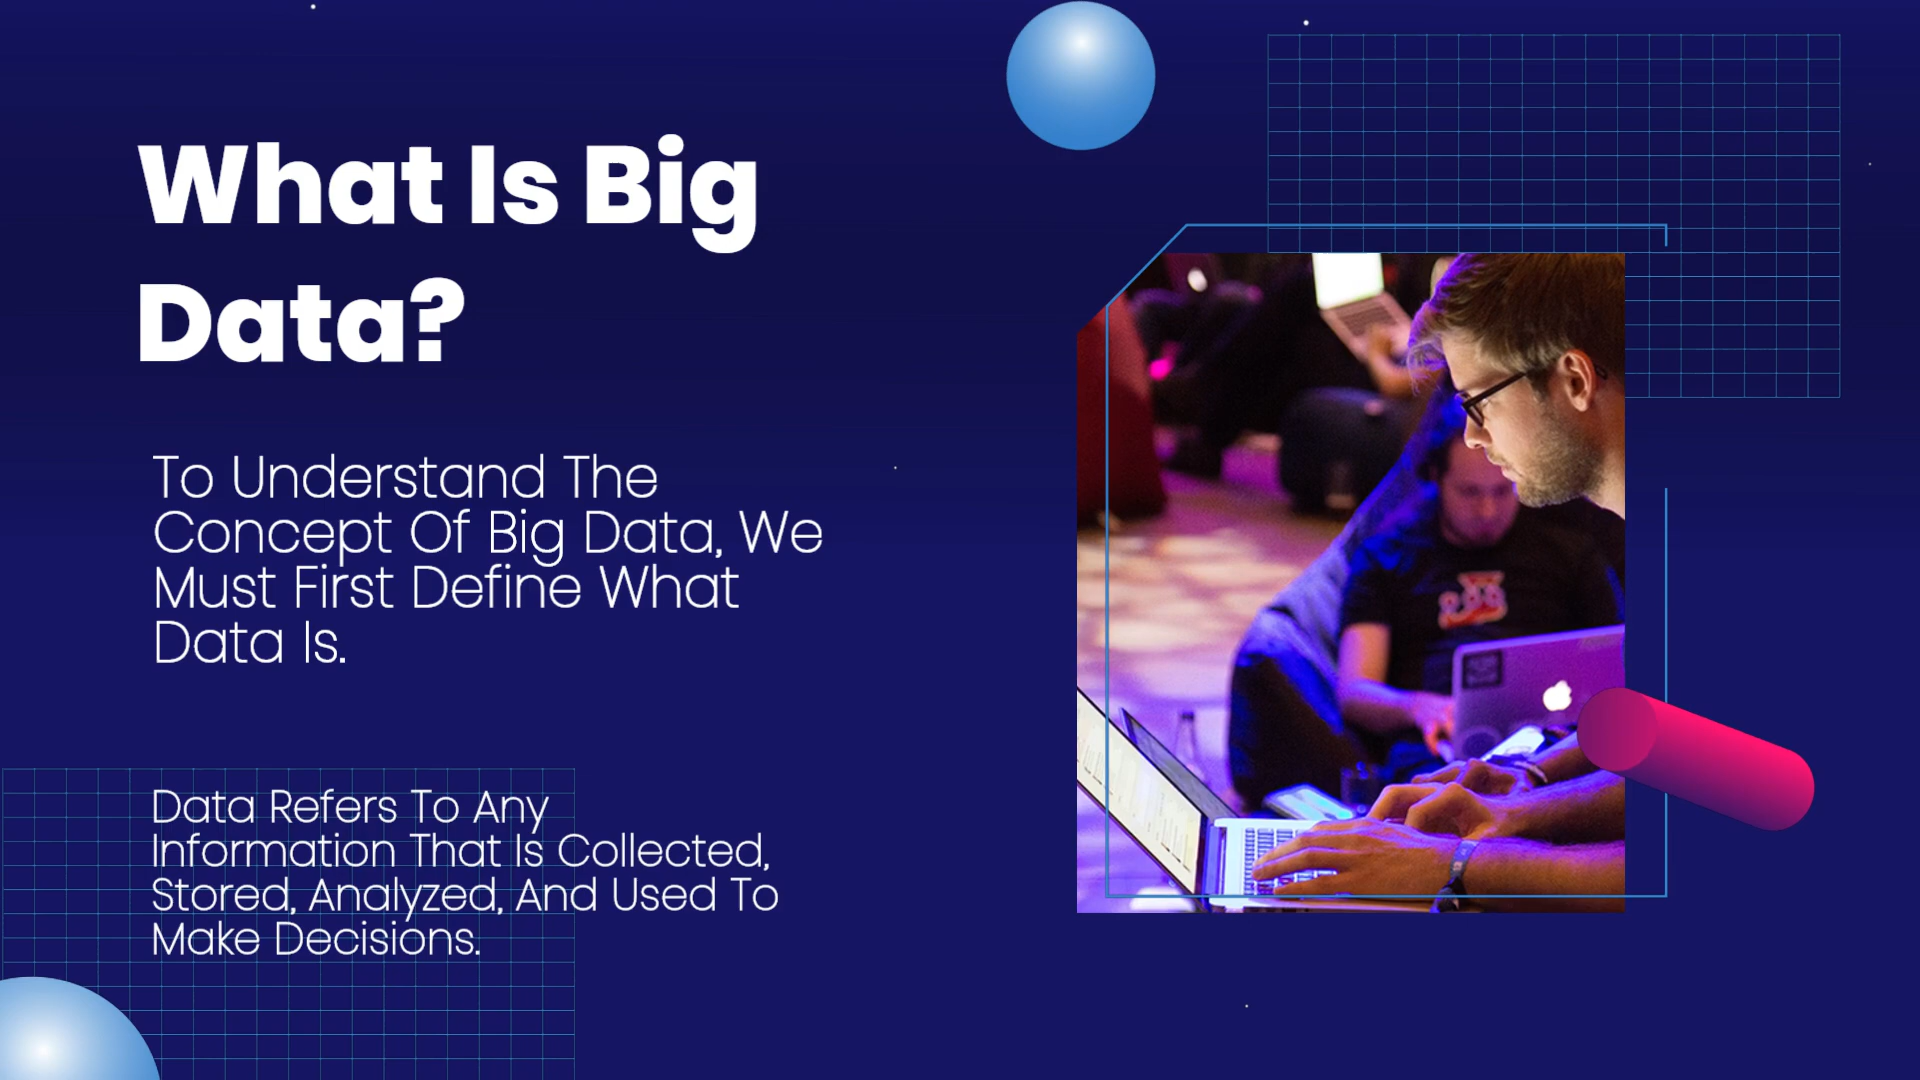 What Is Big
Data?
To Understand The
Concept Of Big Data, We
Must First Define What
Data Is.
Data Refers To Any
Information That Is Collected,
Stored, Analyzed, And Used To
Make Decisions.